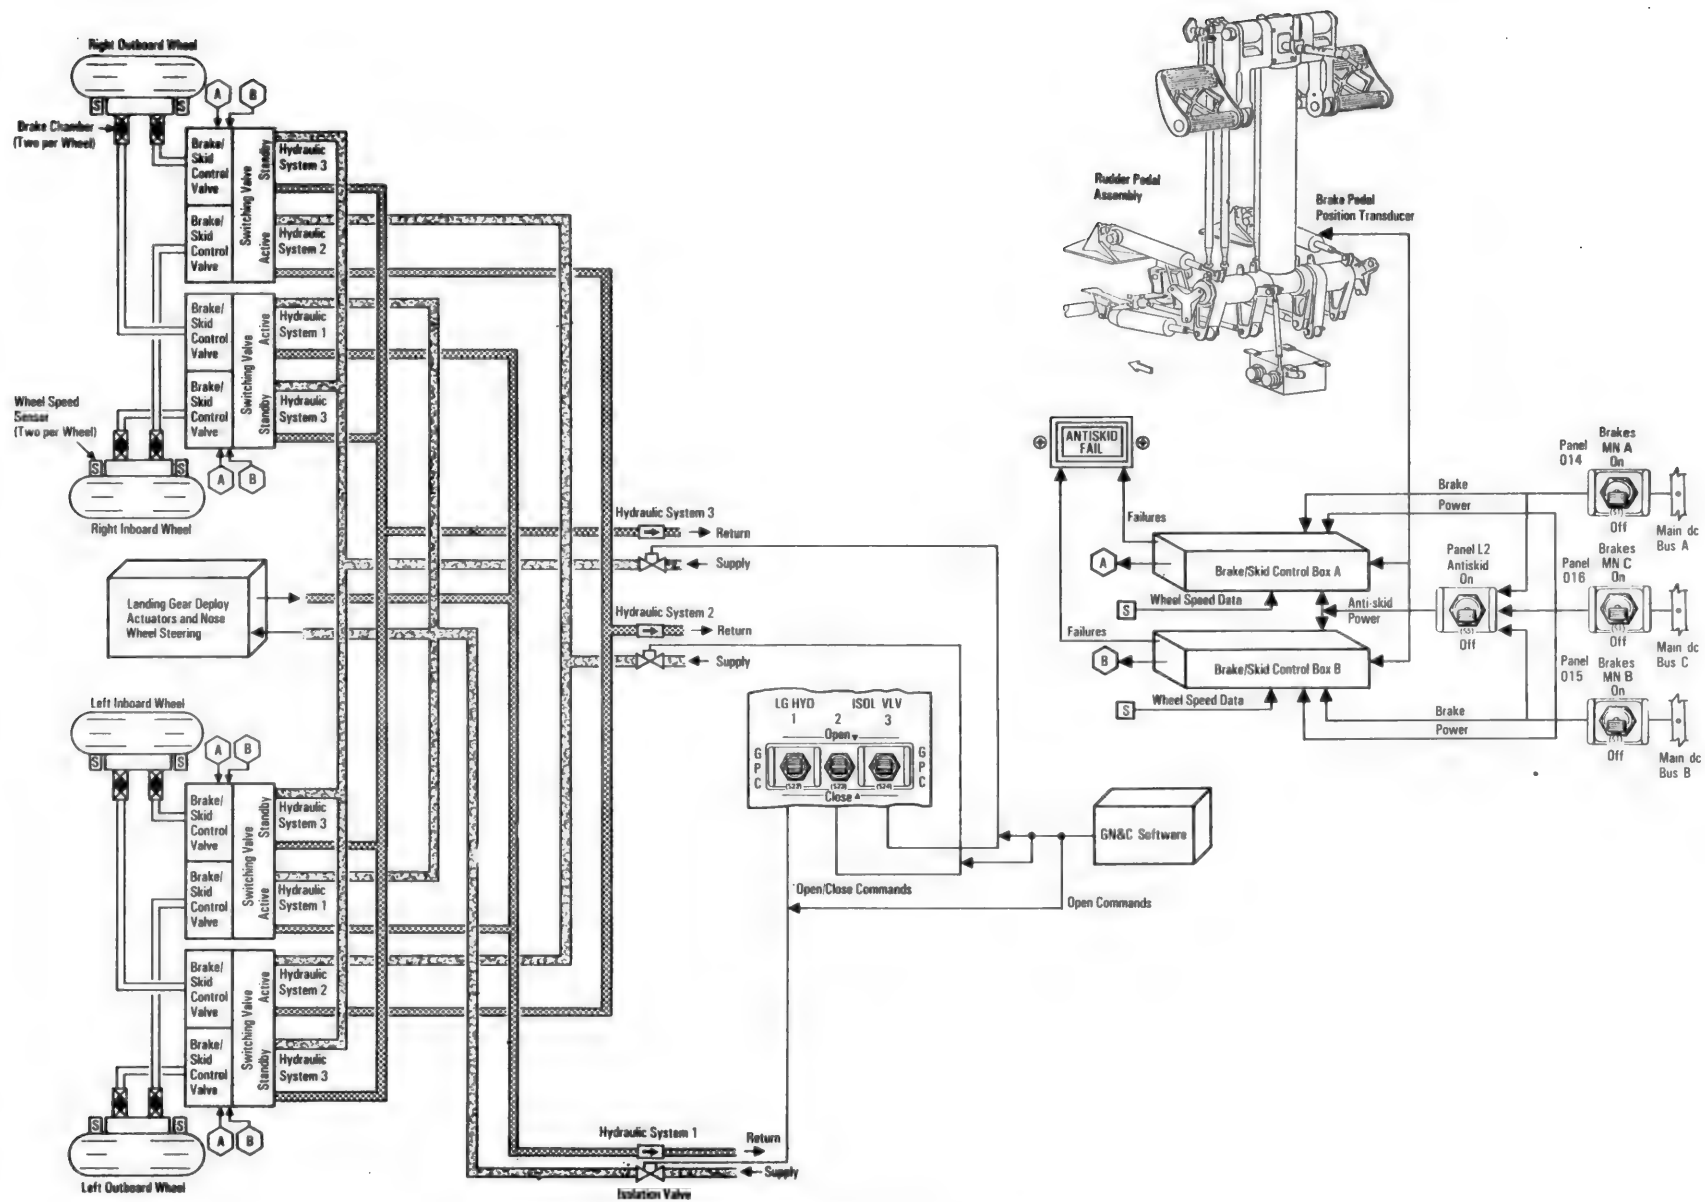 Right Outboard Wheel
S
S
A
B
Brake Chamber
(Two per Wheel)
Brake/
Skid
Control
Valve
Brake/
Skid
Control
Valve
Switching Valve
Standby
Active
Hydraulic
System 3
Hydraulic
System 2
Brake/
Skid
Control
Valve
Brake/
Skid
Control
Valve
Switching Valve
Active
Standby
Hydraulic
System 1
Hydraulic
System 3
Wheel Speed
Sensor
(Two per Wheel)
S
S
A
B
Right Inboard Wheel
Landing Gear Deploy
Actuators and Nose
Wheel Steering
Left Inboard Wheel
S
S
A
B
Brake/
Skid
Control
Valve
Brake/
Skid
Control
Valve
Switching Valve
Standby
Active
Hydraulic
System 3
Hydraulic
System 1
Brake/
Skid
Control
Valve
Brake/
Skid
Control
Valve
Switching Valve
Active
Standby
Hydraulic
System 2
Hydraulic
System 3
S
S
A
B
Left Outboard Wheel
Hydraulic System 3
Return
Supply
Hydraulic System 2
Return
Supply
Hydraulic System 1
Return
Supply
Isolation Valve
LG HYD ISOL VLV
1 2 3
Open
GPC
GPC
Close
Open/Close Commands
GN&C Software
Open Commands
Rudder Pedal
Assembly
Brake Pedal
Position Transducer
ANTISKID
FAIL
Failures
A
Brake/Skid Control Box A
S
Wheel Speed Data
Failures
B
Brake/Skid Control Box B
S
Wheel Speed Data
Brake
Power
Anti-skid
Power
Brake
Power
Panel L2
Antiskid
On
Off
Panel
014
Brakes
MN A
On
Off
Main dc
Bus A
Panel
016
Brakes
MN C
On
Off
Main dc
Bus C
Panel
015
Brakes
MN B
On
Off
Main dc
Bus B